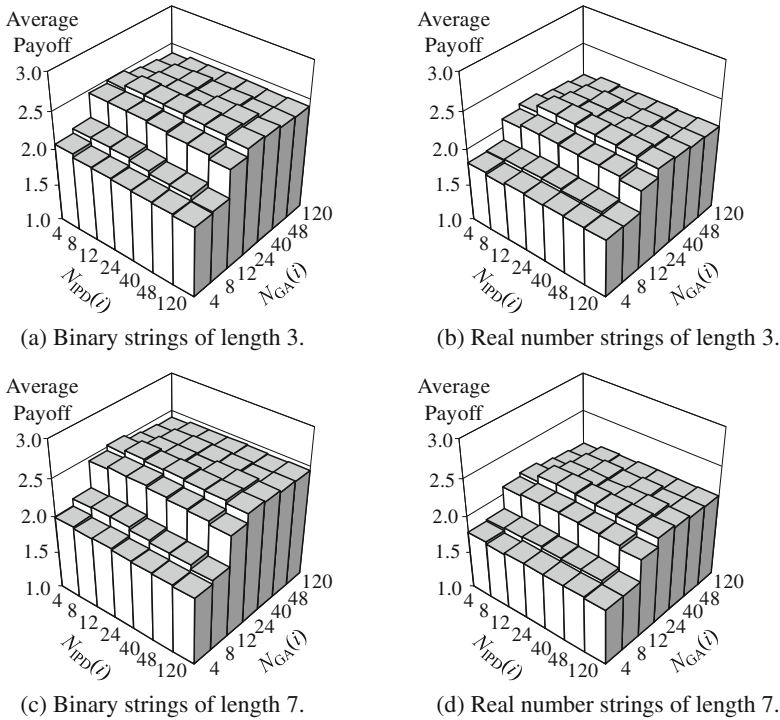 Average
Payoff
3.0
2.5
2.0
1.5
1.0
4 8 12 24 40 48 120
N_IPD(i)
4 8 12 24 40 48 120
N_GA(i)
(a) Binary strings of length 3.
Average
Payoff
3.0
2.5
2.0
1.5
1.0
4 8 12 24 40 48 120
N_IPD(i)
4 8 12 24 40 48 120
N_GA(i)
(b) Real number strings of length 3.
Average
Payoff
3.0
2.5
2.0
1.5
1.0
4 8 12 24 40 48 120
N_IPD(i)
4 8 12 24 40 48 120
N_GA(i)
(c) Binary strings of length 7.
Average
Payoff
3.0
2.5
2.0
1.5
1.0
4 8 12 24 40 48 120
N_IPD(i)
4 8 12 24 40 48 120
N_GA(i)
(d) Real number strings of length 7.